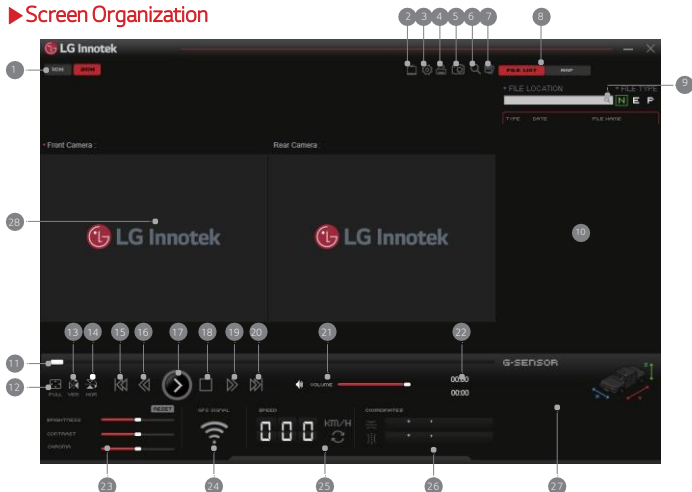 ▶Screen Organization
2 3 4 5 6 7 8
LG Innotek
1
1CH 2CH
FILE LIST MAP
9
* FILE LOCATION * FILE TYPE
N E P
TYPE DATE FILE NAME
* Front Camera :
Rear Camera :
28
LG Innotek
LG Innotek
10
13 14 15 16 17 18 19 20 21 22
11
G-SENSOR
12
FULL VER HOR
VOLUME
00:00
00:00
RESET
GPS SIGNAL
SPEED
COORDINATES
BRIGHTNESS
CONTRAST
CHROMA
000
KM/H
23 24 25 26 27